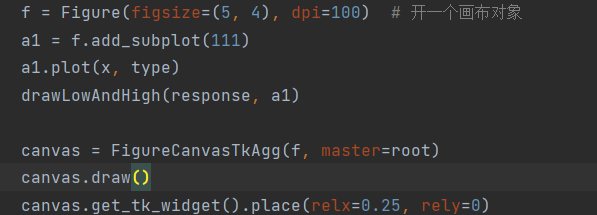 f = Figure(figsize=(5, 4), dpi=100)  # 开一个画布对象
a1 = f.add_subplot(111)
a1.plot(x, type)
drawLowAndHigh(response, a1)
canvas = FigureCanvasTkAgg(f, master=root)
canvas.draw()
canvas.get_tk_widget().place(relx=0.25, rely=0)